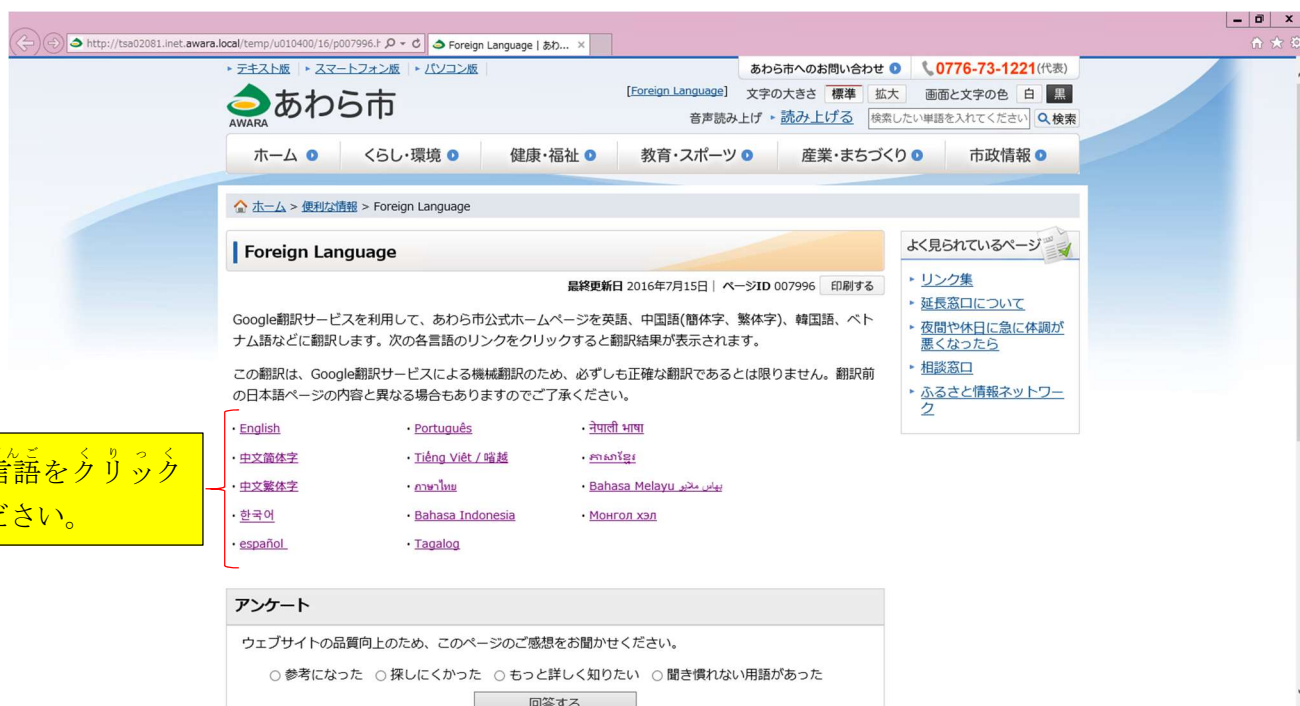 http://tsa02081.inet.awara.local/temp/u010400/16/p007996.h
Foreign Language | あわ...
テキスト版 | スマートフォン版 | パソコン版
あわら市へのお問い合わせ 0776-73-1221(代表)
あわら市
AWARA
[Foreign Language] 文字の大きさ 標準 拡大 画面と文字の色 白 黒
音声読み上げ 読み上げる 検索したい単語を入れてください 検索
ホーム くらし・環境 健康・福祉 教育・スポーツ 産業・まちづくり 市政情報
ホーム > 便利な情報 > Foreign Language
Foreign Language
最終更新日 2016年7月15日 | ページID 007996 印刷する
Google翻訳サービスを利用して、あわら市公式ホームページを英語、中国語(簡体字、繁体字)、韓国語、ベト
ナム語などに翻訳します。次の各言語のリンクをクリックすると翻訳結果が表示されます。
この翻訳は、Google翻訳サービスによる機械翻訳のため、必ずしも正確な翻訳であるとは限りません。翻訳前
の日本語ページの内容と異なる場合もありますのでご了承ください。
・English ・Português ・नेपाली भाषा
・中文简体字 ・Tiếng Việt / 㗂越 ・ភាសាខ្មែរ
・中文繁体字 ・ภาษาไทย ・Bahasa Melayu بهاس ملايو
・한국어 ・Bahasa Indonesia ・Монгол хэл
・español ・Tagalog
言語をクリック
ださい。
よく見られているページ
リンク集
延長窓口について
夜間や休日に急に体調が
悪くなったら
相談窓口
ふるさと情報ネットワー
ク
アンケート
ウェブサイトの品質向上のため、このページのご感想をお聞かせください。
参考になった 探しにくかった もっと詳しく知りたい 聞き慣れない用語があった
回答する